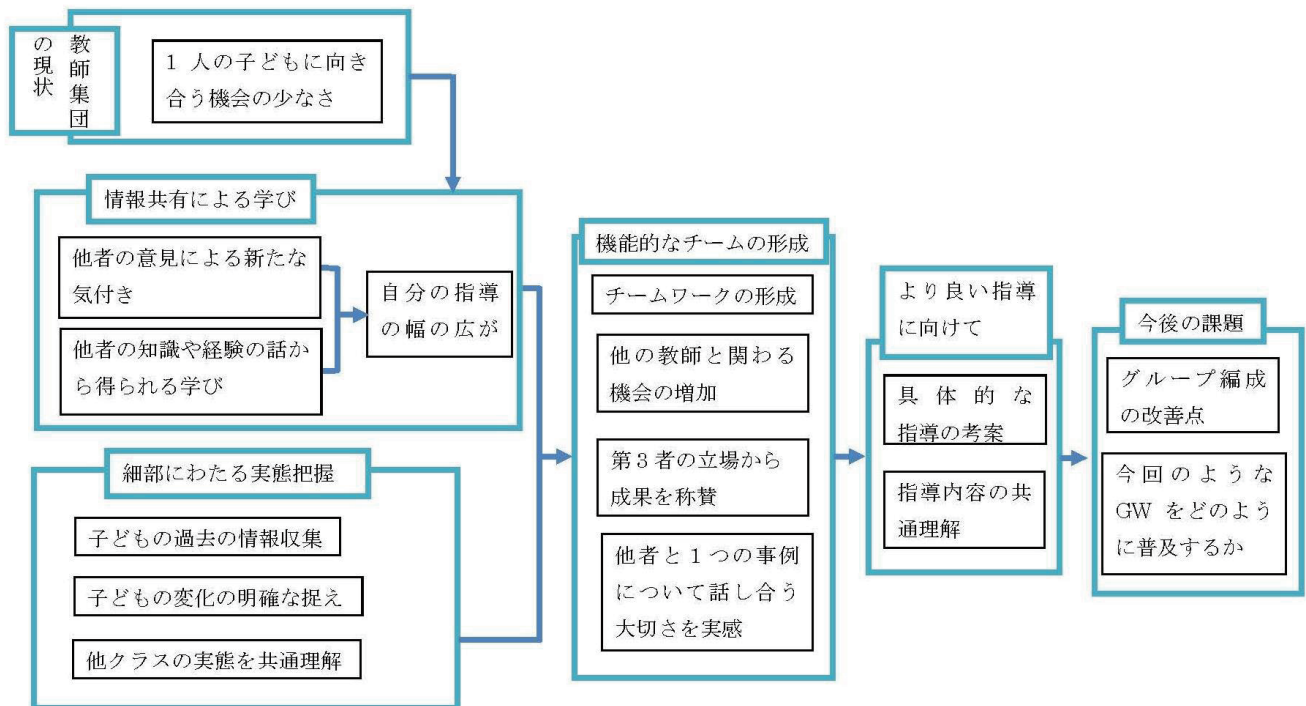 教師集団
の現状
1 人の子どもに向き
合う機会の少なさ
情報共有による学び
他者の意見による新たな
気付き
他者の知識や経験の話か
ら得られる学び
自分の指導
の幅の広が
細部にわたる実態把握
子どもの過去の情報収集
子どもの変化の明確な捉え
他クラスの実態を共通理解
機能的なチームの形成
チームワークの形成
他の教師と関わる
機会の増加
第３者の立場から
成果を称賛
他者と１つの事例
について話し合う
大切さを実感
より良い指導
に向けて
具体的な
指導の考案
指導内容の共
通理解
今後の課題
グループ編成
の改善点
今回のような
GW をどのよう
に普及するか